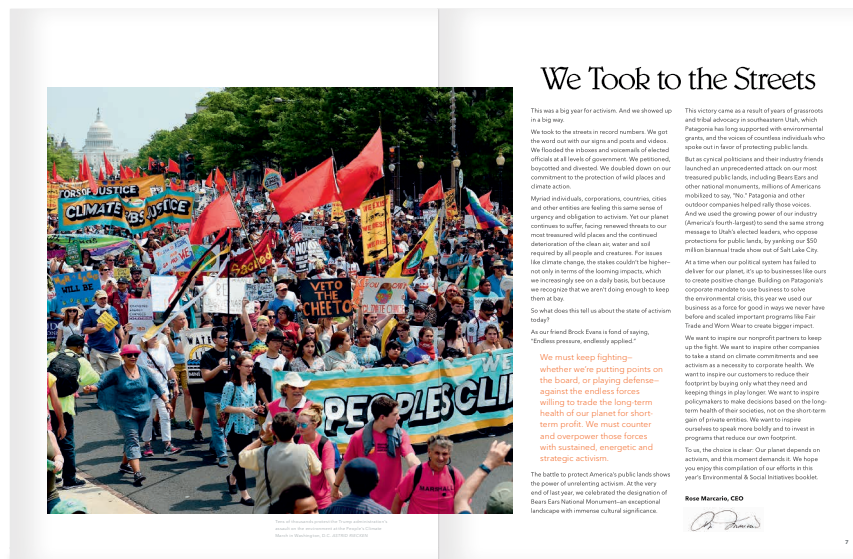 TORS OF JUSTICE
CLIMATE JUSTICE
WILL BE
Sacred
VETO
THE
CHEETO
WE
PEOPLES CLI
MARSHALL
We Took to the Streets
This was a big year for activism. And we showed up
in a big way.
We took to the streets in record numbers. We got
the word out with our signs and posts and videos.
We flooded the inboxes and voicemails of elected
officials at all levels of government. We petitioned,
boycotted and divested. We doubled down on our
commitment to the protection of wild places and
climate action.
Myriad individuals, corporations, countries, cities
and other entities are feeling this same sense of
urgency and obligation to activism. Yet our planet
continues to suffer, facing renewed threats to our
most treasured wild places and the continued
deterioration of the clean air, water and soil
required by all people and creatures. For issues
like climate change, the stakes couldn't be higher—
not only in terms of the looming impacts, which
we increasingly see on a daily basis, but because
we recognize that we aren't doing enough to keep
them at bay.
So what does this tell us about the state of activism
today?
As our friend Brock Evans is fond of saying,
"Endless pressure, endlessly applied."
We must keep fighting—
whether we're putting points on
the board, or playing defense—
against the endless forces
willing to trade the long-term
health of our planet for short-
term profit. We must counter
and overpower those forces
with sustained, energetic and
strategic activism.
The battle to protect America's public lands shows
the power of unrelenting activism. At the very
end of last year, we celebrated the designation of
Bears Ears National Monument—an exceptional
landscape with immense cultural significance.
This victory came as a result of years of grassroots
and tribal advocacy in southeastern Utah, which
Patagonia has long supported with environmental
grants, and the voices of countless individuals who
spoke out in favor of protecting public lands.
But as cynical politicians and their industry friends
launched an unprecedented attack on our most
treasured public lands, including Bears Ears and
other national monuments, millions of Americans
mobilized to say, "No." Patagonia and other
outdoor companies helped rally those voices.
And we used the growing power of our industry
(America's fourth-largest) to send the same strong
message to Utah's elected leaders, who oppose
protections for public lands, by yanking our $50
million biannual trade show out of Salt Lake City.
At a time when our political system has failed to
deliver for our planet, it's up to businesses like ours
to create positive change. Building on Patagonia's
corporate mandate to use business to solve
the environmental crisis, this year we used our
business as a force for good in ways we never have
before and scaled important programs like Fair
Trade and Worn Wear to create bigger impact.
We want to inspire our nonprofit partners to keep
up the fight. We want to inspire other companies
to take a stand on climate commitments and see
activism as a necessity to corporate health. We
want to inspire our customers to reduce their
footprint by buying only what they need and
keeping things in play longer. We want to inspire
policymakers to make decisions based on the long-
term health of their societies, not on the short-term
gain of private entities. We want to inspire
ourselves to speak more boldly and to invest in
programs that reduce our own footprint.
To us, the choice is clear: Our planet depends on
activism, and this moment demands it. We hope
you enjoy this compilation of our efforts in this
year's Environmental & Social Initiatives booklet.
Rose Marcario, CEO
Tens of thousands protest the Trump administration's
assault on the environment at the People's Climate
March in Washington, D.C. ASTRID RIECKEN
7